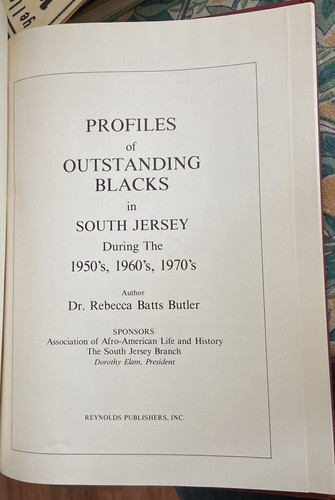 PROFILES
of
OUTSTANDING
BLACKS
in
SOUTH JERSEY
During The
1950's, 1960's, 1970's
Author
Dr. Rebecca Batts Butler
SPONSORS
Association of Afro-American Life and History
The South Jersey Branch
Dorothy Elam, President
REYNOLDS PUBLISHERS, INC.